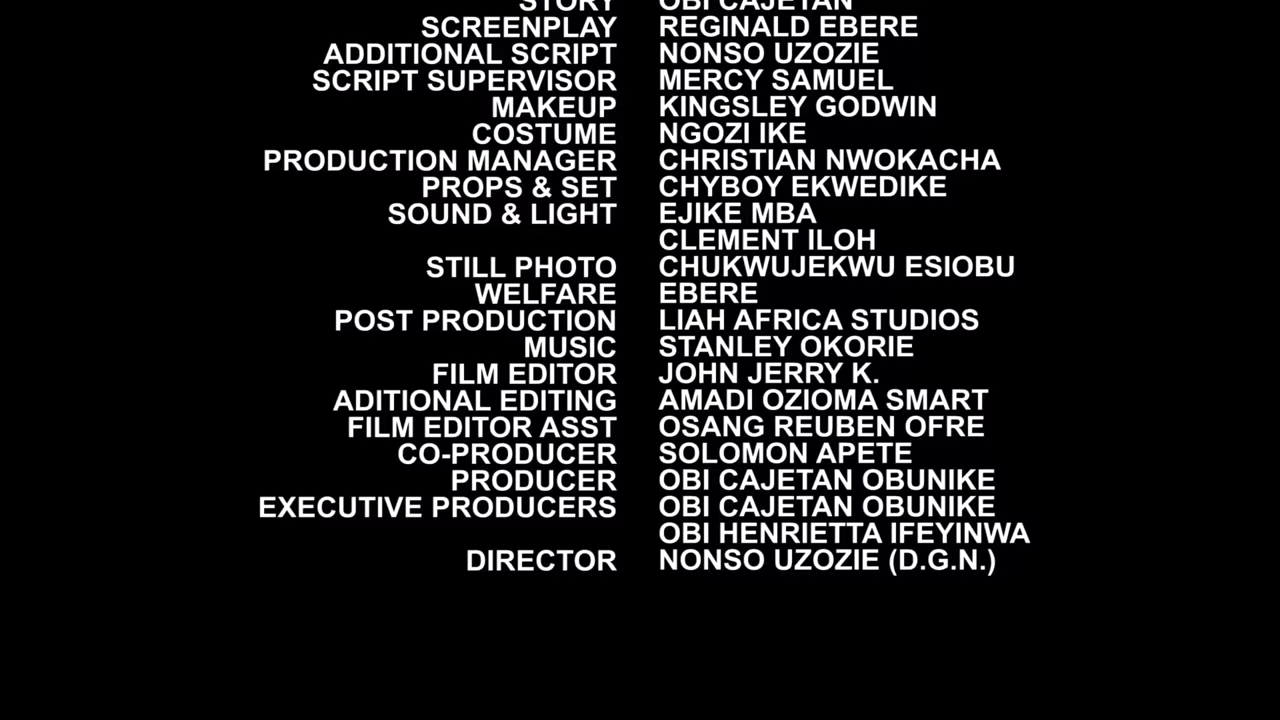 STORY OBI CAJETAN
SCREENPLAY REGINALD EBERE
ADDITIONAL SCRIPT NONSO UZOZIE
SCRIPT SUPERVISOR MERCY SAMUEL
MAKEUP KINGSLEY GODWIN
COSTUME NGOZI IKE
PRODUCTION MANAGER CHRISTIAN NWOKACHA
PROPS & SET CHYBOY EKWEDIKE
SOUND & LIGHT EJIKE MBA
CLEMENT ILOH
STILL PHOTO CHUKWUJEKWU ESIOBU
WELFARE EBERE
POST PRODUCTION LIAH AFRICA STUDIOS
MUSIC STANLEY OKORIE
FILM EDITOR JOHN JERRY K.
ADITIONAL EDITING AMADI OZIOMA SMART
FILM EDITOR ASST OSANG REUBEN OFRE
CO-PRODUCER SOLOMON APETE
PRODUCER OBI CAJETAN OBUNIKE
EXECUTIVE PRODUCERS OBI CAJETAN OBUNIKE
OBI HENRIETTA IFEYINWA
DIRECTOR NONSO UZOZIE (D.G.N.)